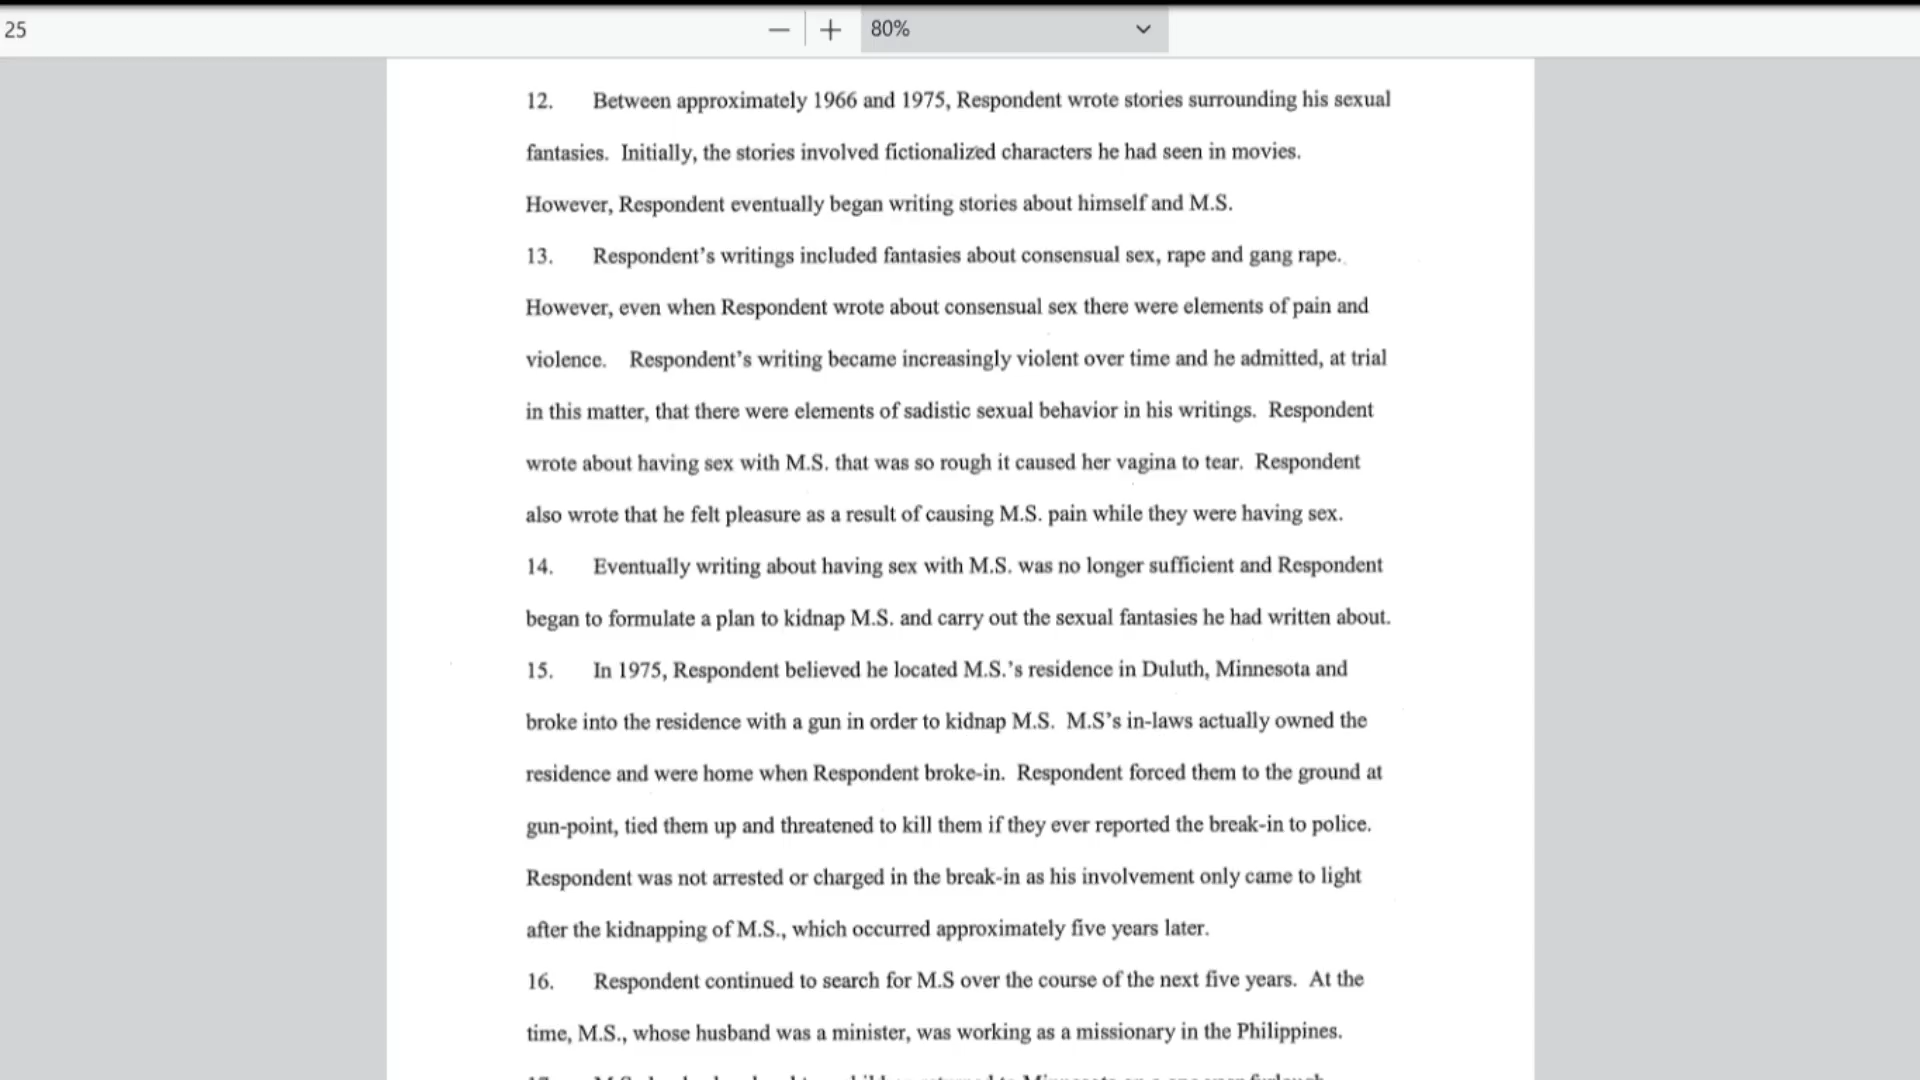 25
80%
12. Between approximately 1966 and 1975, Respondent wrote stories surrounding his sexual
fantasies. Initially, the stories involved fictionalized characters he had seen in movies.
However, Respondent eventually began writing stories about himself and M.S.
13. Respondent's writings included fantasies about consensual sex, rape and gang rape.
However, even when Respondent wrote about consensual sex there were elements of pain and
violence. Respondent's writing became increasingly violent over time and he admitted, at trial
in this matter, that there were elements of sadistic sexual behavior in his writings. Respondent
wrote about having sex with M.S. that was so rough it caused her vagina to tear. Respondent
also wrote that he felt pleasure as a result of causing M.S. pain while they were having sex.
14. Eventually writing about having sex with M.S. was no longer sufficient and Respondent
began to formulate a plan to kidnap M.S. and carry out the sexual fantasies he had written about.
15. In 1975, Respondent believed he located M.S.'s residence in Duluth, Minnesota and
broke into the residence with a gun in order to kidnap M.S. M.S's in-laws actually owned the
residence and were home when Respondent broke-in. Respondent forced them to the ground at
gun-point, tied them up and threatened to kill them if they ever reported the break-in to police.
Respondent was not arrested or charged in the break-in as his involvement only came to light
after the kidnapping of M.S., which occurred approximately five years later.
16. Respondent continued to search for M.S over the course of the next five years. At the
time, M.S., whose husband was a minister, was working as a missionary in the Philippines.